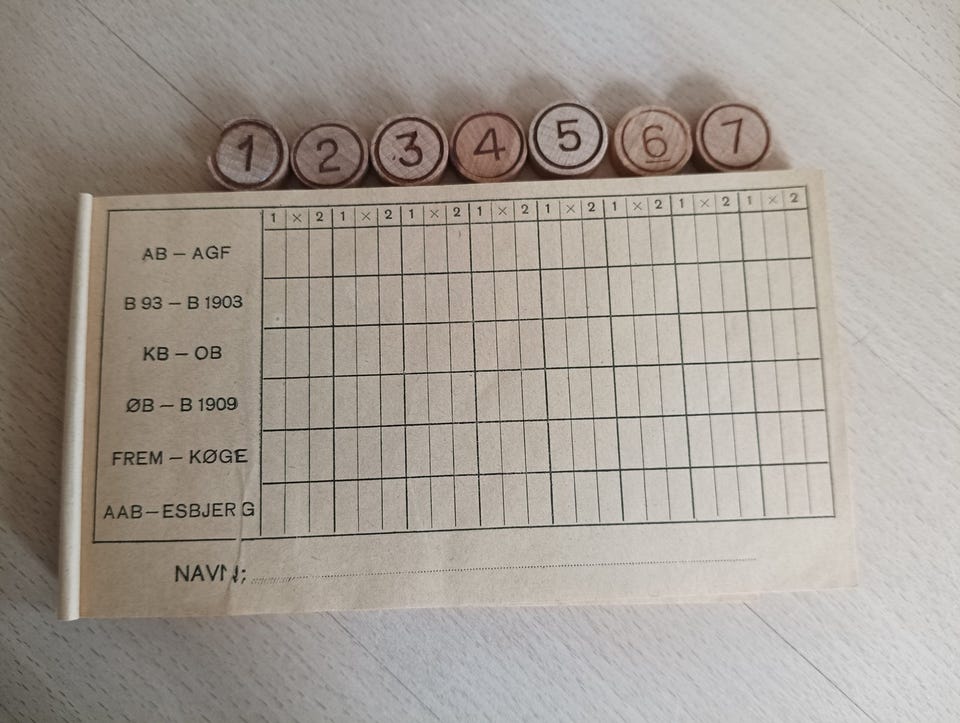 1 2 3 4 5 6 7
1 × 2 1 × 2 1 × 2 1 × 2 1 × 2 1 × 2 1 × 2 1 × 2
AB – AGF
B 93 – B 1903
KB – OB
ØB – B 1909
FREM – KØGE
AAB – ESBJERG
NAVN;